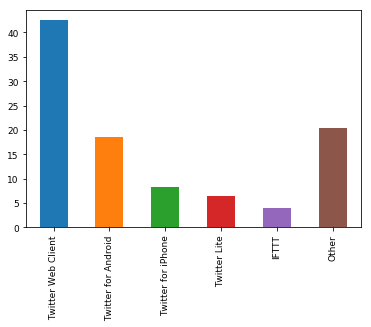 40
35
30
25
20
15
10
5
0
Twitter Web Client
Twitter for Android
Twitter for iPhone
Twitter Lite
IFTTT
Other